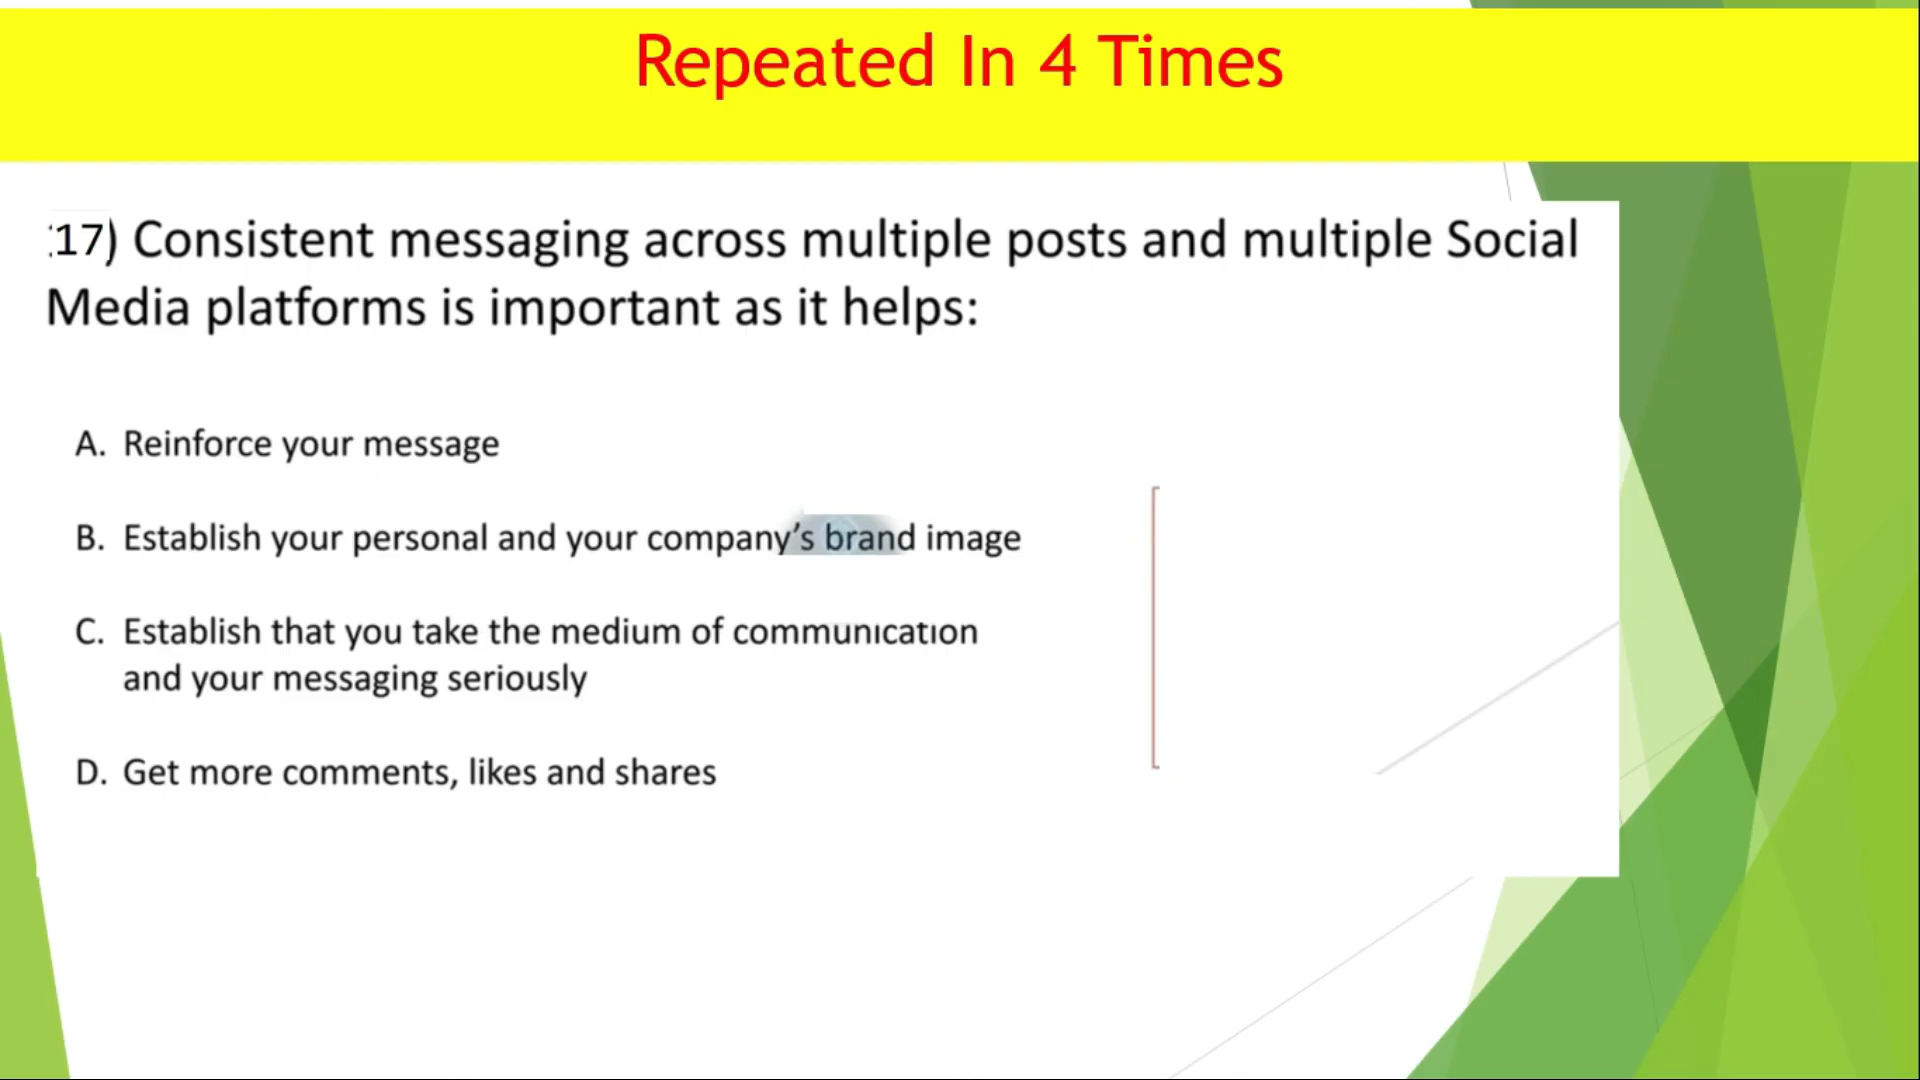 Repeated In 4 Times
17) Consistent messaging across multiple posts and multiple Social
Media platforms is important as it helps:
A. Reinforce your message
B. Establish your personal and your company's brand image
C. Establish that you take the medium of communication
and your messaging seriously
D. Get more comments, likes and shares